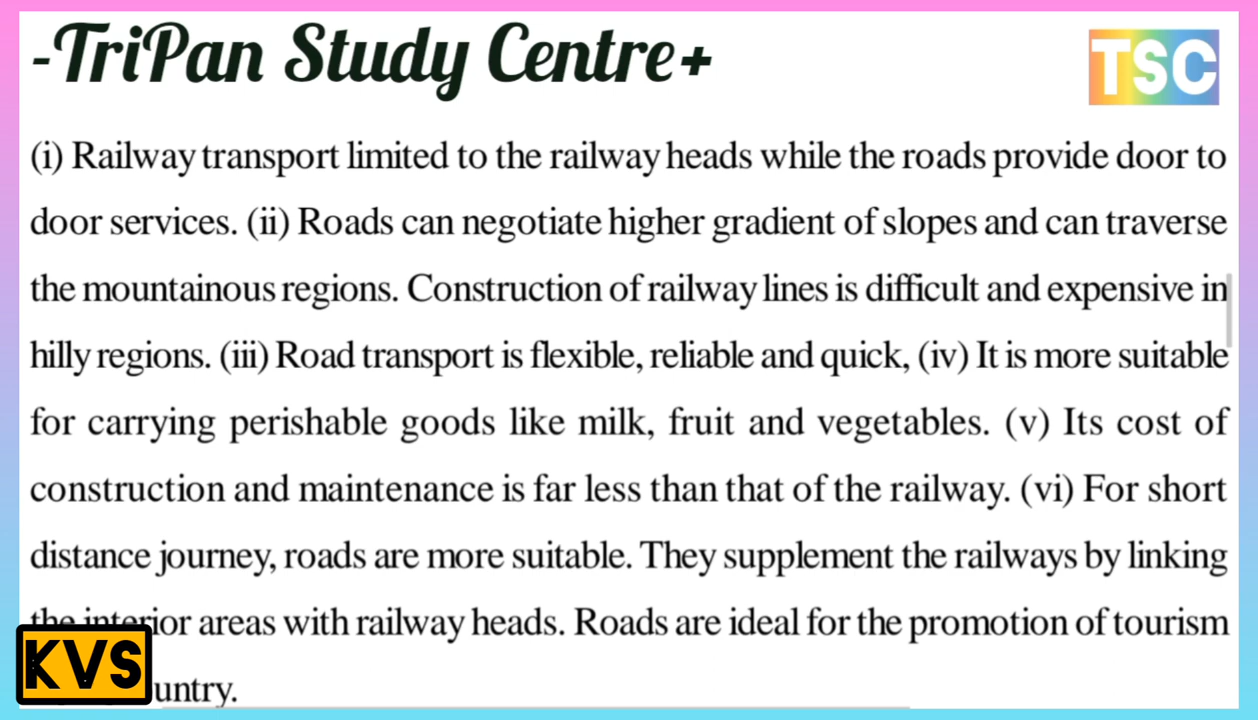 -TriPan Study Centre+
TSC
(i) Railway transport limited to the railway heads while the roads provide door to
door services. (ii) Roads can negotiate higher gradient of slopes and can traverse
the mountainous regions. Construction of railway lines is difficult and expensive in
hilly regions. (iii) Road transport is flexible, reliable and quick, (iv) It is more suitable
for carrying perishable goods like milk, fruit and vegetables. (v) Its cost of
construction and maintenance is far less than that of the railway. (vi) For short
distance journey, roads are more suitable. They supplement the railways by linking
the interior areas with railway heads. Roads are ideal for the promotion of tourism
KVS
untry.